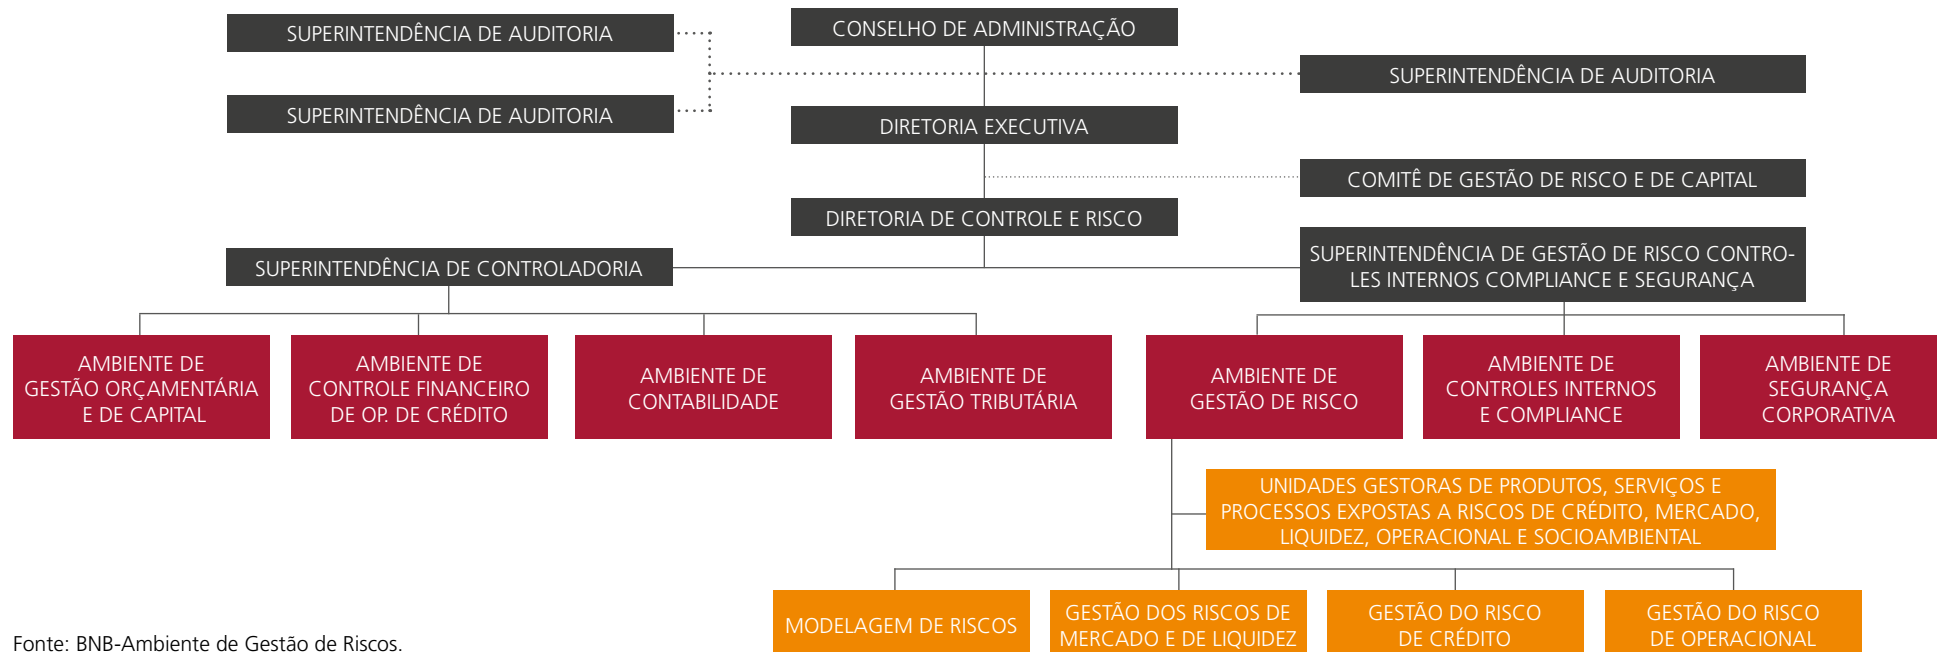 SUPERINTENDÊNCIA DE AUDITORIA
CONSELHO DE ADMINISTRAÇÃO
SUPERINTENDÊNCIA DE AUDITORIA
SUPERINTENDÊNCIA DE AUDITORIA
DIRETORIA EXECUTIVA
COMITÊ DE GESTÃO DE RISCO E DE CAPITAL
DIRETORIA DE CONTROLE E RISCO
SUPERINTENDÊNCIA DE CONTROLADORIA
SUPERINTENDÊNCIA DE GESTÃO DE RISCO CONTRO-
LES INTERNOS COMPLIANCE E SEGURANÇA
AMBIENTE DE
GESTÃO ORÇAMENTÁRIA
E DE CAPITAL
AMBIENTE DE
CONTROLE FINANCEIRO
DE OP. DE CRÉDITO
AMBIENTE DE
CONTABILIDADE
AMBIENTE DE
GESTÃO TRIBUTÁRIA
AMBIENTE DE
GESTÃO DE RISCO
AMBIENTE DE
CONTROLES INTERNOS
E COMPLIANCE
AMBIENTE DE
SEGURANÇA
CORPORATIVA
UNIDADES GESTORAS DE PRODUTOS, SERVIÇOS E
PROCESSOS EXPOSTAS A RISCOS DE CRÉDITO, MERCADO,
LIQUIDEZ, OPERACIONAL E SOCIOAMBIENTAL
MODELAGEM DE RISCOS
GESTÃO DOS RISCOS DE
MERCADO E DE LIQUIDEZ
GESTÃO DO RISCO
DE CRÉDITO
GESTÃO DO RISCO
DE OPERACIONAL
Fonte: BNB-Ambiente de Gestão de Riscos.